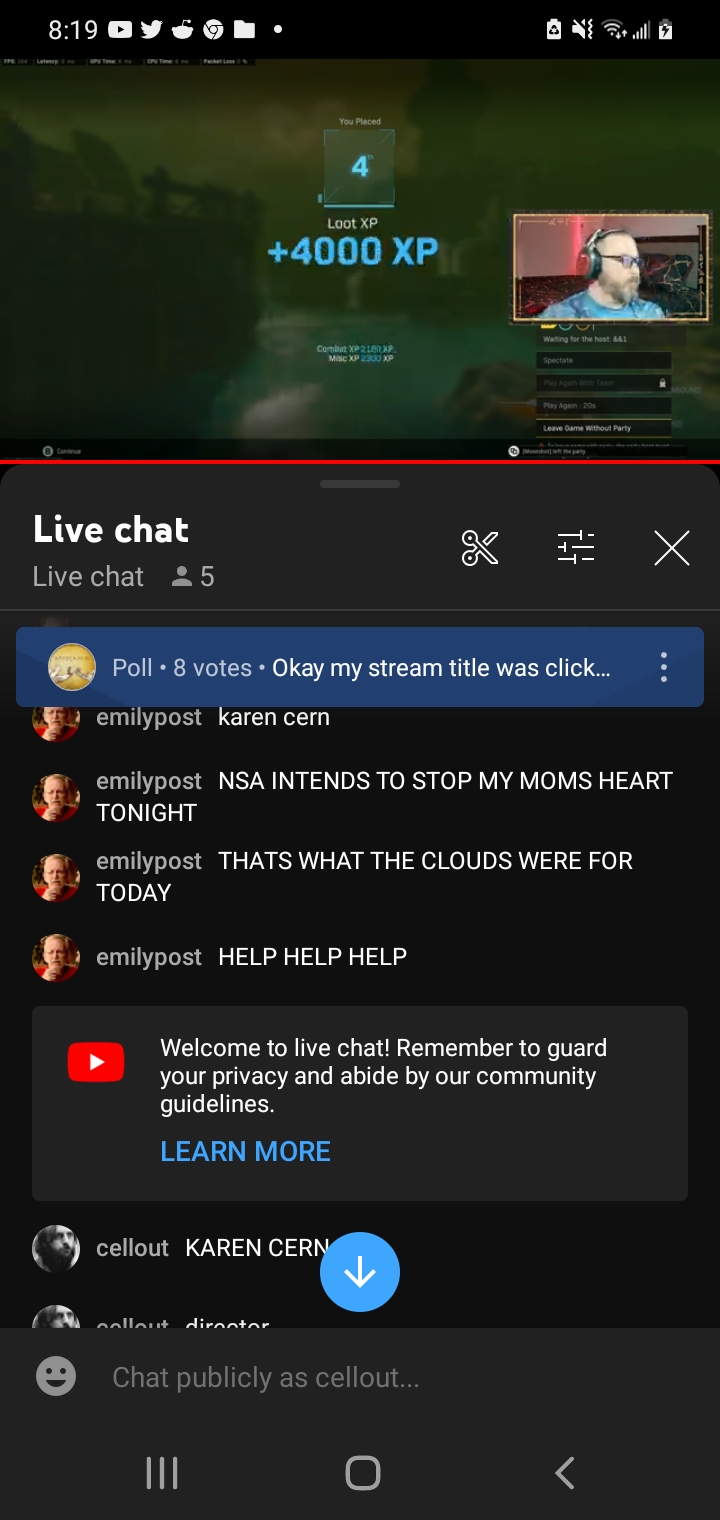 8:19
You Placed
4
Loot XP
+4000 XP
Misc XP 2300 XP
Waiting for the host: &&1
Spectate
Play Again With Team
Play Again : 20s
Leave Game Without Party
Continue
[Moonshot] left the party.
Live chat
Live chat 5
Poll • 8 votes • Okay my stream title was click...
emilypost karen cern
emilypost NSA INTENDS TO STOP MY MOMS HEART
TONIGHT
emilypost THATS WHAT THE CLOUDS WERE FOR
TODAY
emilypost HELP HELP HELP
Welcome to live chat! Remember to guard
your privacy and abide by our community
guidelines.
LEARN MORE
cellout KAREN CERN
cellout director
Chat publicly as cellout...